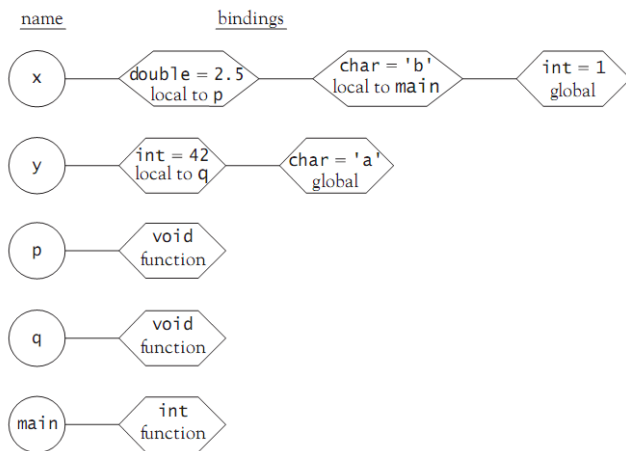 name bindings
x
double = 2.5
local to p
char = 'b'
local to main
int = 1
global
y
int = 42
local to q
char = 'a'
global
p
void
function
q
void
function
main
int
function